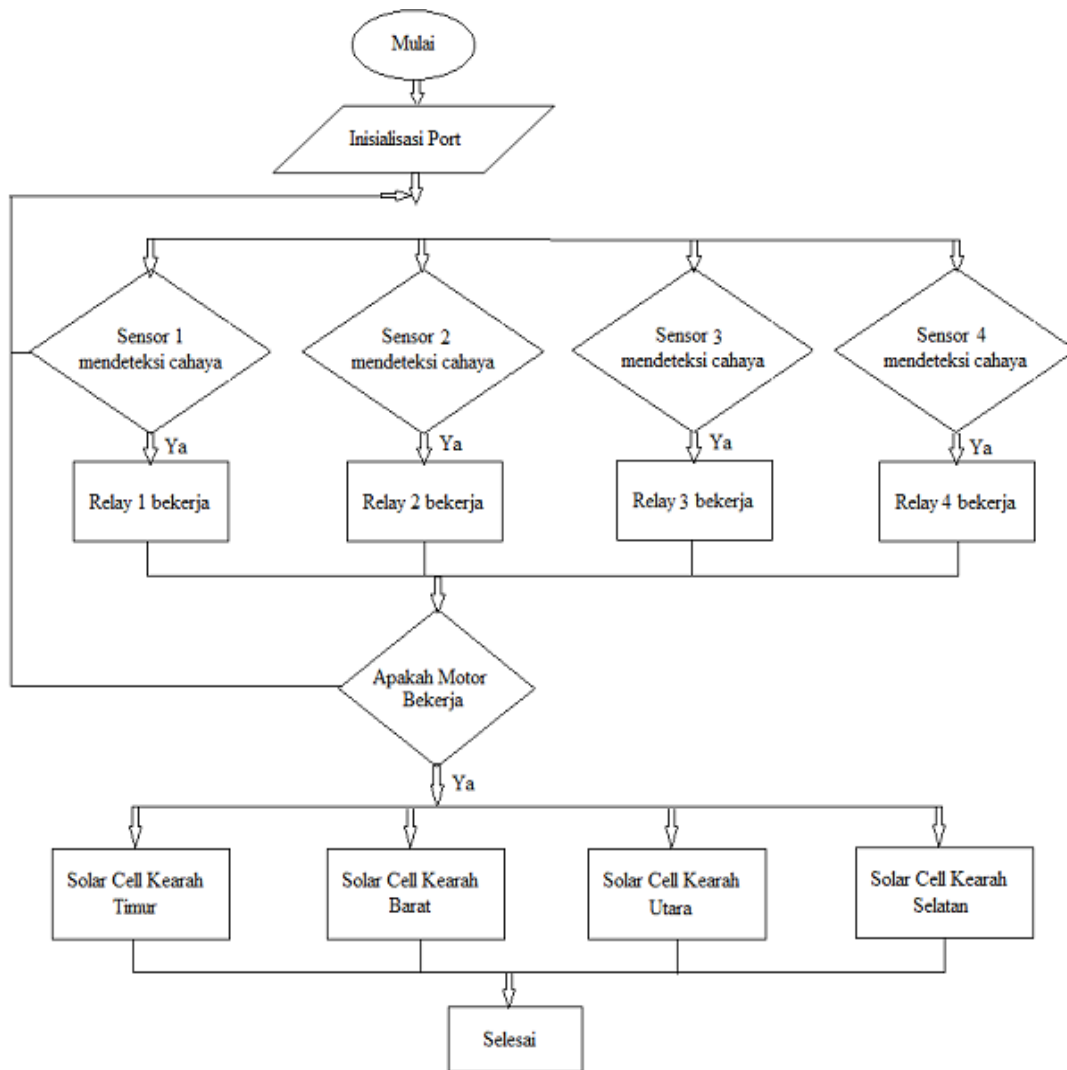 Mulai
Inisialisasi Port
Sensor 1
mendeteksi cahaya
Sensor 2
mendeteksi cahaya
Sensor 3
mendeteksi cahaya
Sensor 4
mendeteksi cahaya
Ya
Ya
Ya
Ya
Relay 1 bekerja
Relay 2 bekerja
Relay 3 bekerja
Relay 4 bekerja
Apakah Motor
Bekerja
Ya
Solar Cell Kearah
Timur
Solar Cell Kearah
Barat
Solar Cell Kearah
Utara
Solar Cell Kearah
Selatan
Selesai